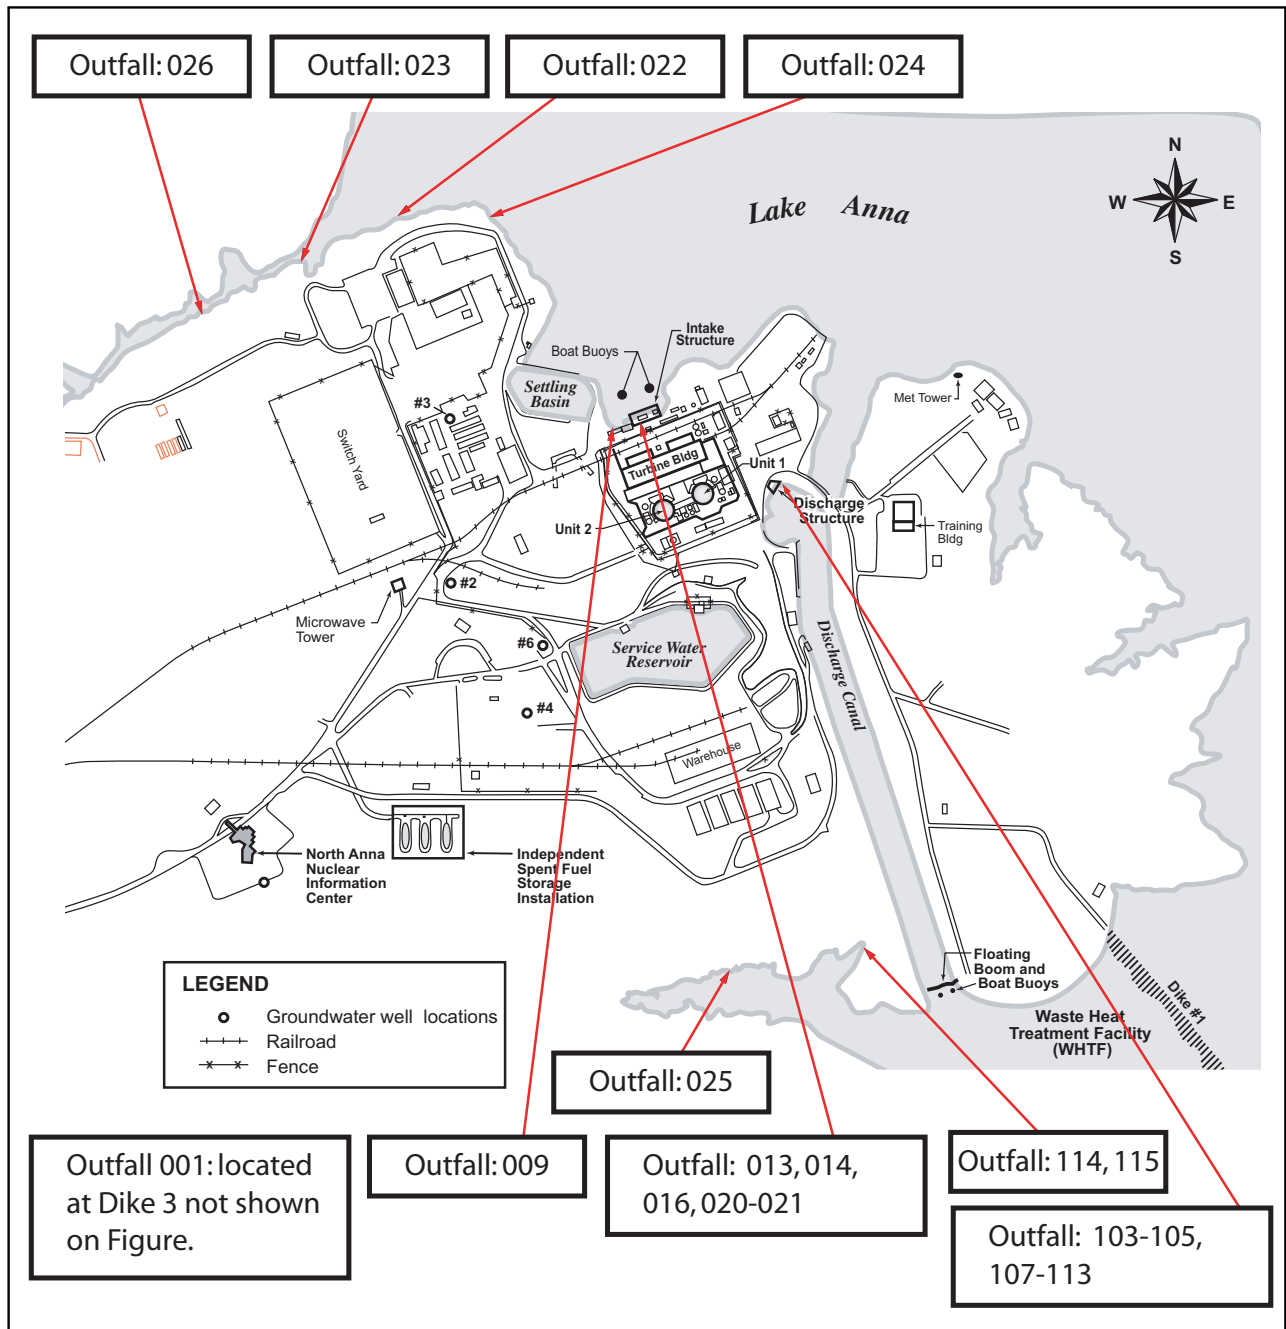 Outfall: 026
Outfall: 023
Outfall: 022
Outfall: 024
N
W
E
S
Lake Anna
Intake
Structure
Boat Buoys
Settling
Basin
Met Tower
#3
Switch Yard
Turbine Bldg
Unit 1
Unit 2
Discharge
Structure
Training
Bldg
#2
Microwave
Tower
#6
Service Water
Reservoir
Discharge Canal
#4
Warehouse
North Anna
Nuclear
Information
Center
Independent
Spent Fuel
Storage
Installation
Floating
Boom and
Boat Buoys
Dike #1
Waste Heat
Treatment Facility
(WHTF)
LEGEND
Groundwater well locations
Railroad
Fence
Outfall: 025
Outfall 001: located
at Dike 3 not shown
on Figure.
Outfall: 009
Outfall: 013, 014,
016, 020-021
Outfall: 114, 115
Outfall: 103-105,
107-113